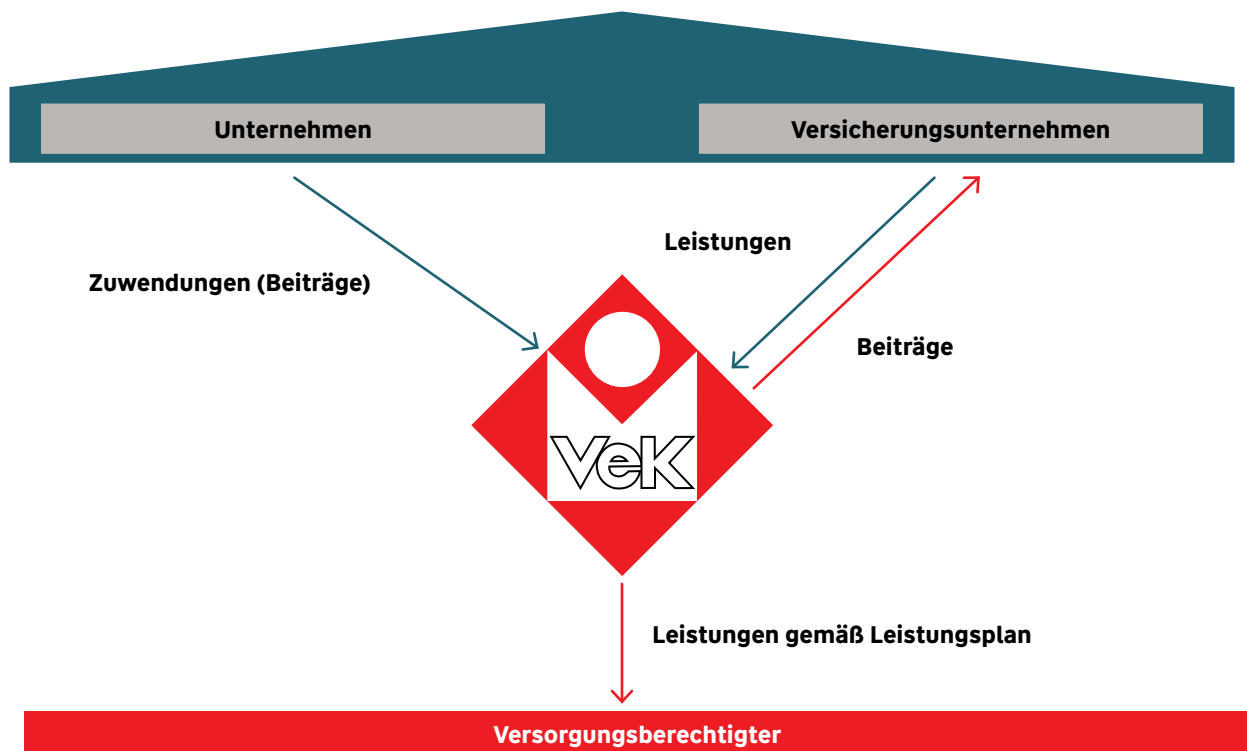 Unternehmen
Versicherungsunternehmen
Leistungen
Zuwendungen (Beiträge)
Beiträge
VeK
Leistungen gemäß Leistungsplan
Versorgungsberechtigter